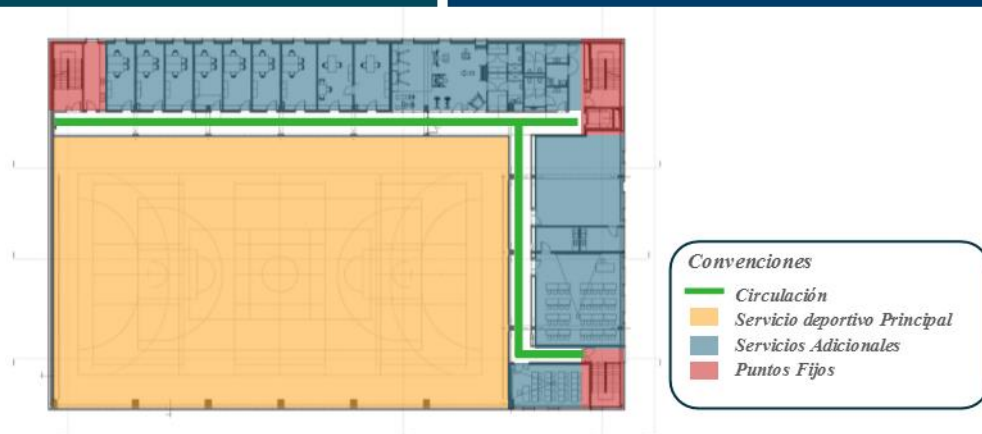 Convenciones
Circulación
Servicio deportivo Principal
Servicios Adicionales
Puntos Fijos